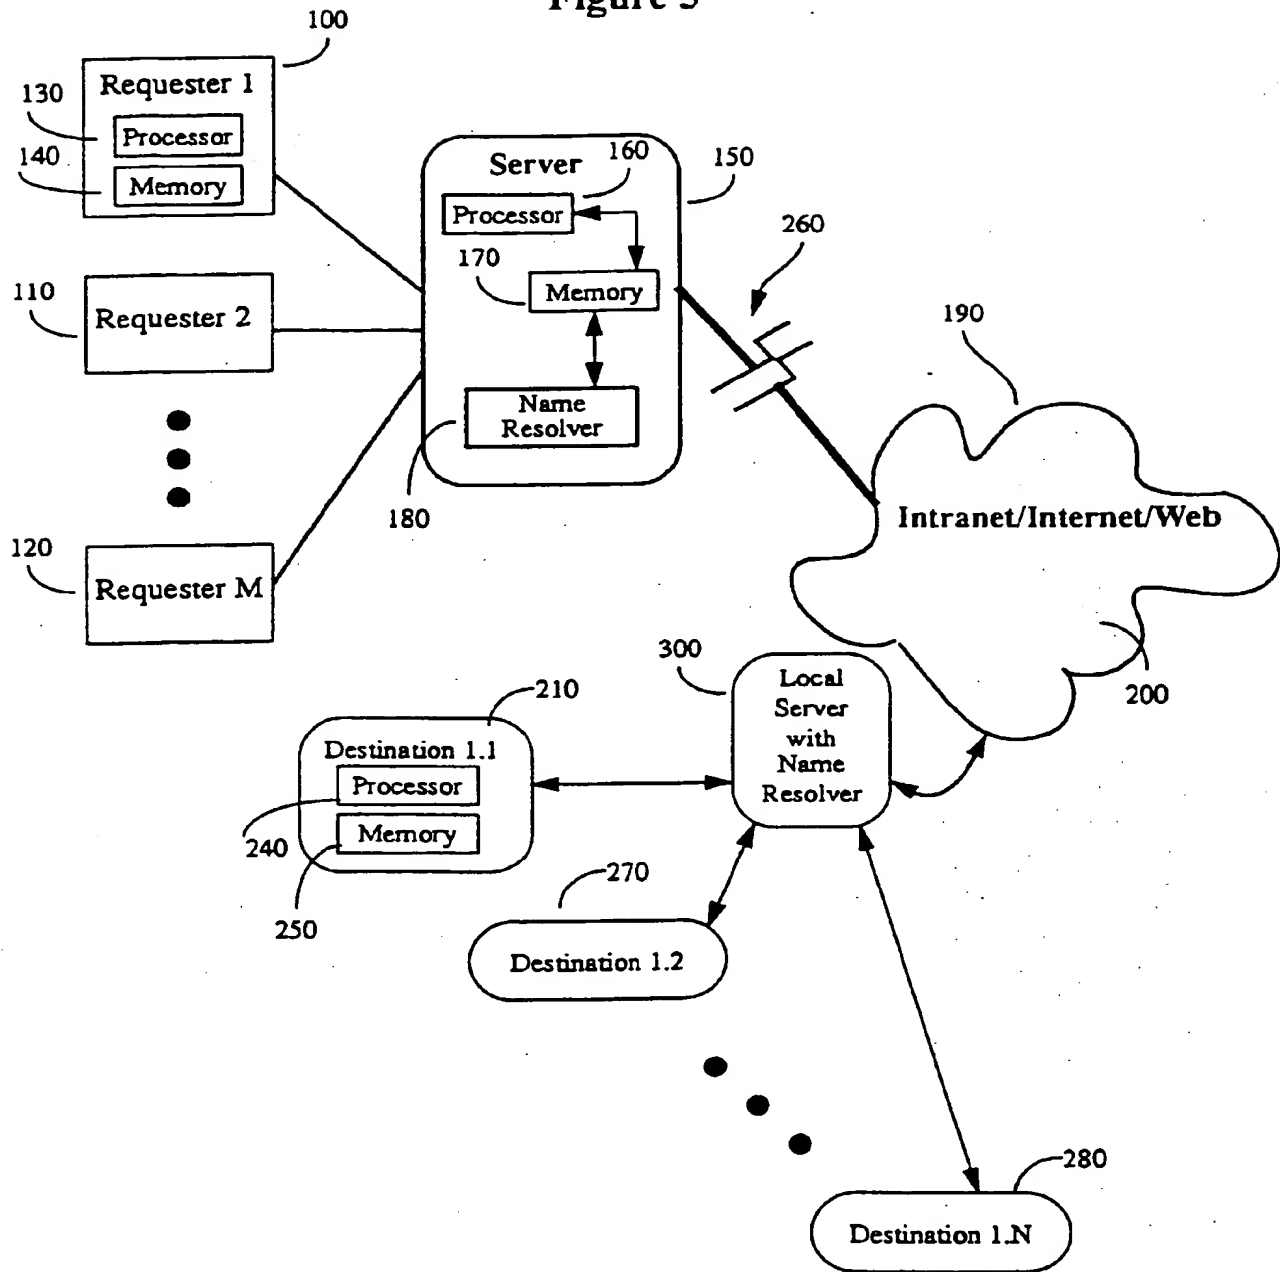 Figure 3
100
Requester 1
130
Processor
140
Memory
110
Requester 2
120
Requester M
Server
160
150
Processor
170
Memory
Name
Resolver
180
260
190
Intranet/Internet/Web
200
300
Local
Server
with
Name
Resolver
210
Destination 1.1
Processor
240
Memory
250
270
Destination 1.2
280
Destination 1.N